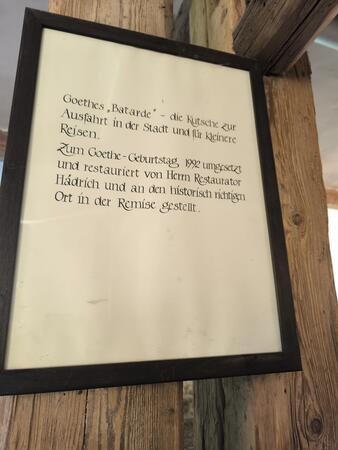 Goethes „Batarde" - die Kutsche zur
Ausfahrt in der Stadt und für kleinere
Reisen.
Zum Goethe-Geburtstag 1992 umgesetzt
und restauriert von Herrn Restaurator
Hädrich und an den historisch richtigen
Ort in der Remise gestellt.